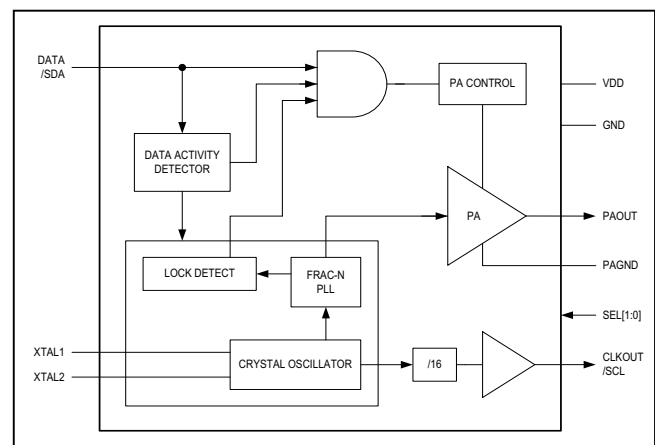 DATA
/SDA
PA CONTROL
VDD
GND
DATA ACTIVITY
DETECTOR
PA
PAOUT
LOCK DETECT
FRAC-N
PLL
PAGND
SEL[1:0]
XTAL1
XTAL2
CRYSTAL OSCILLATOR
/16
CLKOUT
/SCL